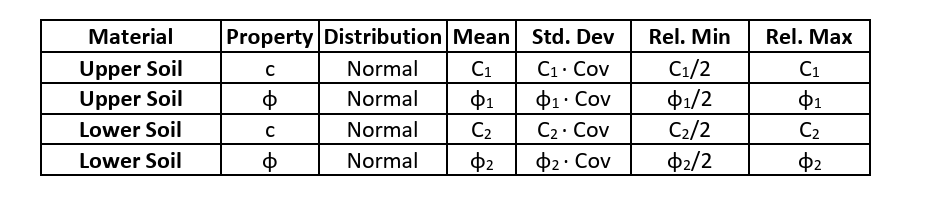 Material Property Distribution Mean Std. Dev Rel. Min Rel. Max
Upper Soil c Normal C₁ C₁· Cov C₁/2 C₁
Upper Soil ϕ Normal ϕ₁ ϕ₁· Cov ϕ₁/2 ϕ₁
Lower Soil c Normal C₂ C₂· Cov C₂/2 C₂
Lower Soil ϕ Normal ϕ₂ ϕ₂· Cov ϕ₂/2 ϕ₂